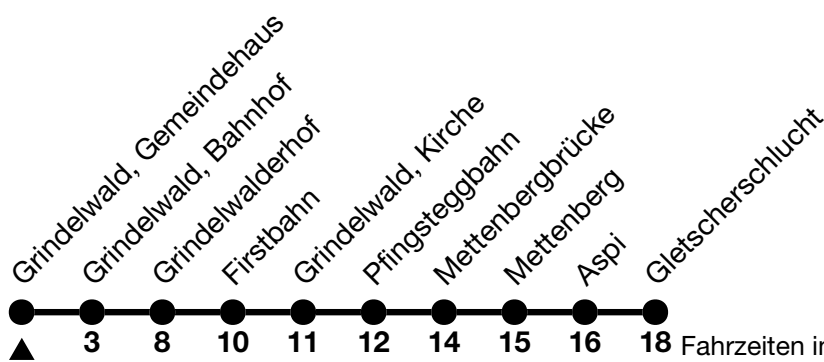 Grindelwald, Gemeindehaus
Grindelwald, Bahnhof
Grindelwalderhof
Firstbahn
Grindelwald, Kirche
Pfingsteggbahn
Mettenbergbrücke
Mettenberg
Aspi
Gletscherschlucht
3 8 10 11 12 14 15 16 18 Fahrzeiten